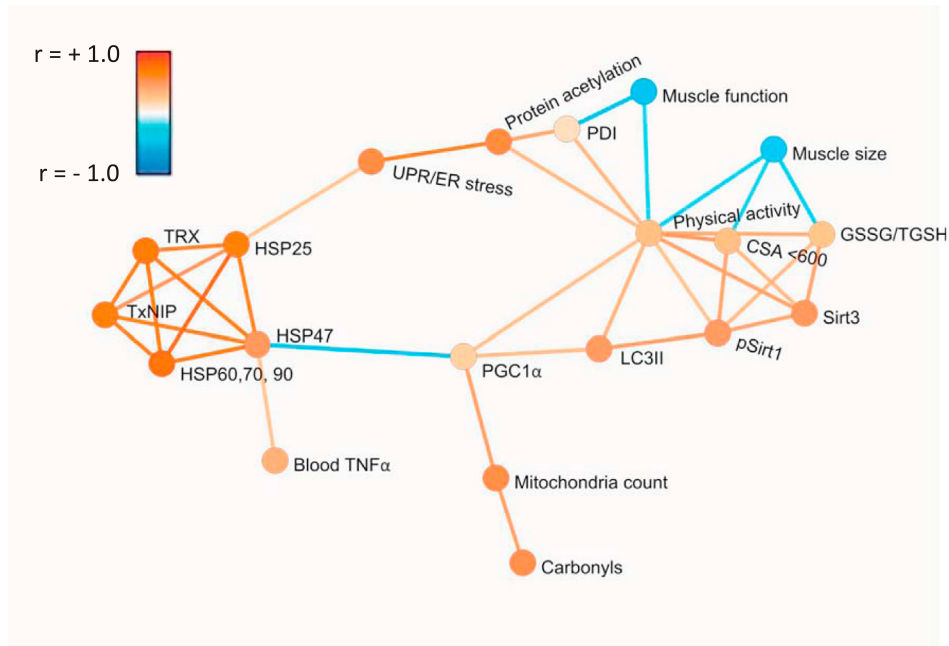 r = + 1.0
r = - 1.0
Protein acetylation
Muscle function
PDI
Muscle size
UPR/ER stress
Physical activity
TRX
HSP25
GSSG/TGSH
CSA <600
TxNIP
Sirt3
HSP47
pSirt1
LC3II
PGC1α
HSP60,70, 90
Blood TNFα
Mitochondria count
Carbonyls